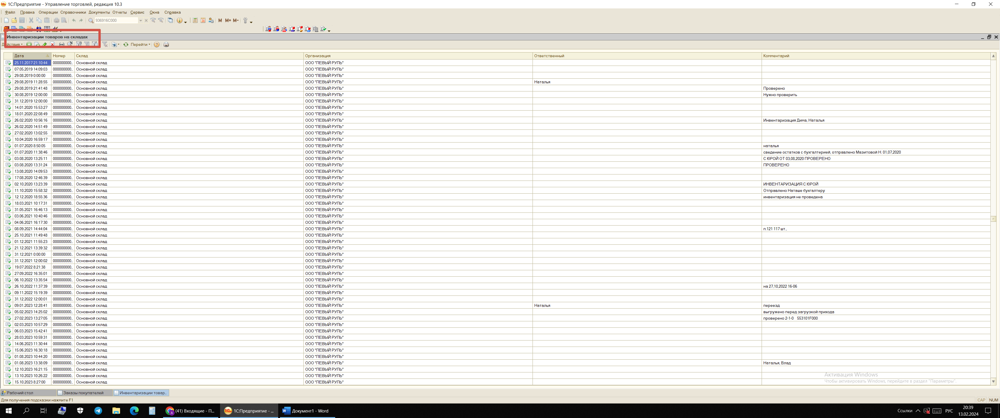 1С:Предприятие - Управление торговлей, редакция 10.3
Файл Правка Операции Справочники Документы Отчеты Сервис Окна Справка
936916C000 M M+ M-
Инвентаризации товаров на складах
Действия Перейти
Дата Номер Склад Организация Ответственный Комментарий
25.11.2017 21:10:44 000000000... Основной склад ООО "ЛЕВЫЙ РУЛЬ"
07.05.2019 14:09:03 000000000... Основной склад ООО "ЛЕВЫЙ РУЛЬ"
29.08.2019 0:00:00 000000000... Основной склад ООО "ЛЕВЫЙ РУЛЬ"
29.08.2019 11:28:55 000000000... Основной склад ООО "ЛЕВЫЙ РУЛЬ" Наталья
29.08.2019 21:41:48 000000000... Основной склад ООО "ЛЕВЫЙ РУЛЬ" Проверено
30.08.2019 12:00:00 000000000... Основной склад ООО "ЛЕВЫЙ РУЛЬ" Нужно проверить
31.12.2019 12:00:00 000000000... Основной склад ООО "ЛЕВЫЙ РУЛЬ"
14.01.2020 15:53:27 000000000... Основной склад ООО "ЛЕВЫЙ РУЛЬ"
18.01.2020 22:08:49 000000000... Основной склад ООО "ЛЕВЫЙ РУЛЬ"
26.02.2020 10:56:16 000000000... Основной склад ООО "ЛЕВЫЙ РУЛЬ" Инвентаризация Дима, Наталья
26.02.2020 14:51:49 000000000... Основной склад ООО "ЛЕВЫЙ РУЛЬ"
27.02.2020 13:02:55 000000000... Основной склад ООО "ЛЕВЫЙ РУЛЬ"
10.04.2020 16:59:17 000000000... Основной склад ООО "ЛЕВЫЙ РУЛЬ"
01.07.2020 8:50:05 000000000... Основной склад ООО "ЛЕВЫЙ РУЛЬ" наталья
01.07.2020 11:38:46 000000000... Основной склад ООО "ЛЕВЫЙ РУЛЬ" сведение остатков с бухгалтерией, отправлено Мазитовой Н. 01,07,2020
03.08.2020 13:25:11 000000000... Основной склад ООО "ЛЕВЫЙ РУЛЬ" С ЮРОЙ ОТ 03,08,2020 ПРОВЕРЕНО
03.08.2020 13:31:24 000000000... Основной склад ООО "ЛЕВЫЙ РУЛЬ" ПРОВЕРЕНО
13.08.2020 14:09:53 000000000... Основной склад ООО "ЛЕВЫЙ РУЛЬ"
17.08.2020 12:46:39 000000000... Основной склад ООО "ЛЕВЫЙ РУЛЬ"
02.10.2020 13:23:39 000000000... Основной склад ООО "ЛЕВЫЙ РУЛЬ" ИНВЕНТАРИЗАЦИЯ С ЮРОЙ
11.10.2020 15:58:32 000000000... Основной склад ООО "ЛЕВЫЙ РУЛЬ" Отправлено Наташе бухгалтеру
12.12.2020 18:55:36 000000000... Основной склад ООО "ЛЕВЫЙ РУЛЬ" инвентаризация не проведена
18.03.2021 10:17:31 000000000... Основной склад ООО "ЛЕВЫЙ РУЛЬ"
31.05.2021 16:46:13 000000000... Основной склад ООО "ЛЕВЫЙ РУЛЬ"
03.06.2021 10:40:46 000000000... Основной склад ООО "ЛЕВЫЙ РУЛЬ"
04.06.2021 16:17:30 000000000... Основной склад ООО "ЛЕВЫЙ РУЛЬ"
08.09.2021 14:44:04 000000000... Основной склад ООО "ЛЕВЫЙ РУЛЬ" п.121 117 шт.,
25.10.2021 11:49:48 000000000... Основной склад ООО "ЛЕВЫЙ РУЛЬ"
01.12.2021 11:55:23 000000000... Основной склад ООО "ЛЕВЫЙ РУЛЬ"
21.12.2021 13:39:32 000000000... Основной склад ООО "ЛЕВЫЙ РУЛЬ"
31.12.2021 0:00:00 000000000... Основной склад ООО "ЛЕВЫЙ РУЛЬ"
31.12.2021 12:00:02 000000000... Основной склад ООО "ЛЕВЫЙ РУЛЬ"
19.07.2022 8:21:38 000000000... Основной склад ООО "ЛЕВЫЙ РУЛЬ"
27.09.2022 16:35:01 000000000... Основной склад ООО "ЛЕВЫЙ РУЛЬ"
06.10.2022 13:35:54 000000000... Основной склад ООО "ЛЕВЫЙ РУЛЬ"
26.10.2022 11:37:39 000000000... Основной склад ООО "ЛЕВЫЙ РУЛЬ" на 27,10,2022 16-06
09.11.2022 15:19:39 000000000... Основной склад ООО "ЛЕВЫЙ РУЛЬ"
31.12.2022 12:00:01 000000000... Основной склад ООО "ЛЕВЫЙ РУЛЬ"
09.01.2023 12:28:41 000000000... Основной склад ООО "ЛЕВЫЙ РУЛЬ" Наталья переезд
05.02.2023 14:25:02 000000000... Основной склад ООО "ЛЕВЫЙ РУЛЬ" выгружено перед загрузкой прихода
27.02.2023 13:27:05 000000000... Основной склад ООО "ЛЕВЫЙ РУЛЬ" проверено 2-1-0 553101F000
02.03.2023 10:57:29 000000000... Основной склад ООО "ЛЕВЫЙ РУЛЬ"
06.03.2023 15:42:41 000000000... Основной склад ООО "ЛЕВЫЙ РУЛЬ"
28.03.2023 10:59:31 000000000... Основной склад ООО "ЛЕВЫЙ РУЛЬ"
14.06.2023 11:30:44 000000000... Основной склад ООО "ЛЕВЫЙ РУЛЬ"
15.06.2023 16:30:18 000000000... Основной склад ООО "ЛЕВЫЙ РУЛЬ"
01.08.2023 10:44:20 000000000... Основной склад ООО "ЛЕВЫЙ РУЛЬ"
01.08.2023 13:38:09 000000000... Основной склад ООО "ЛЕВЫЙ РУЛЬ" Наталья, Влад
12.10.2023 16:21:15 000000000... Основной склад ООО "ЛЕВЫЙ РУЛЬ"
13.10.2023 10:26:22 000000000... Основной склад ООО "ЛЕВЫЙ РУЛЬ"
15.10.2023 8:27:00 000000000... Основной склад ООО "ЛЕВЫЙ РУЛЬ"
Активация Windows
Чтобы активировать Windows, перейдите в раздел "Параметры".
Рабочий стол Заказы покупателей Инвентаризации товар...
Для получения подсказки нажмите F1 CAP NUM
(41) Входящие - П... 1С:Предприятие - ... Документ1 - Word Ссылки РУС 20:39
13.02.2024